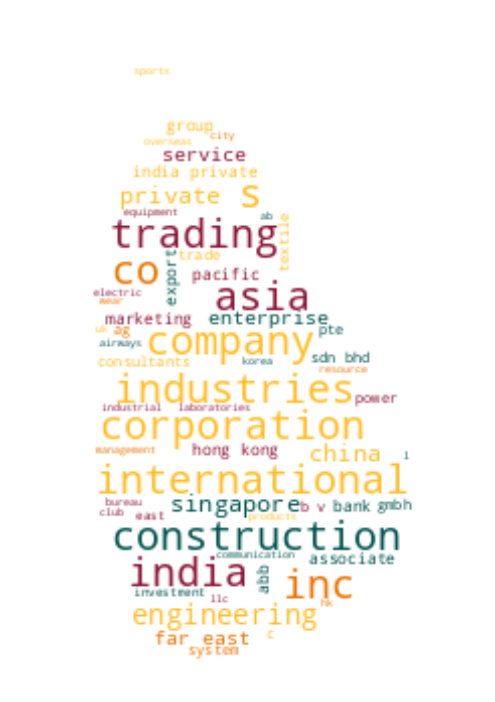 sports
group
city
overseas
service
india private
private s
equipment
ab
trading
textile
trade
co
export
pacific
electric
asia
wear
marketing enterprise
uk ag
pte
company
airways
korea
sdn bhd
consultants
resource
industries
power
industrial laboratories
corporation
management
hong kong
china
l
international
bureau
singapore
b v bank gmbh
club
east
products
construction
communication
associate
india
abb
inc
investment
llc
hk
engineering
far east
c
system